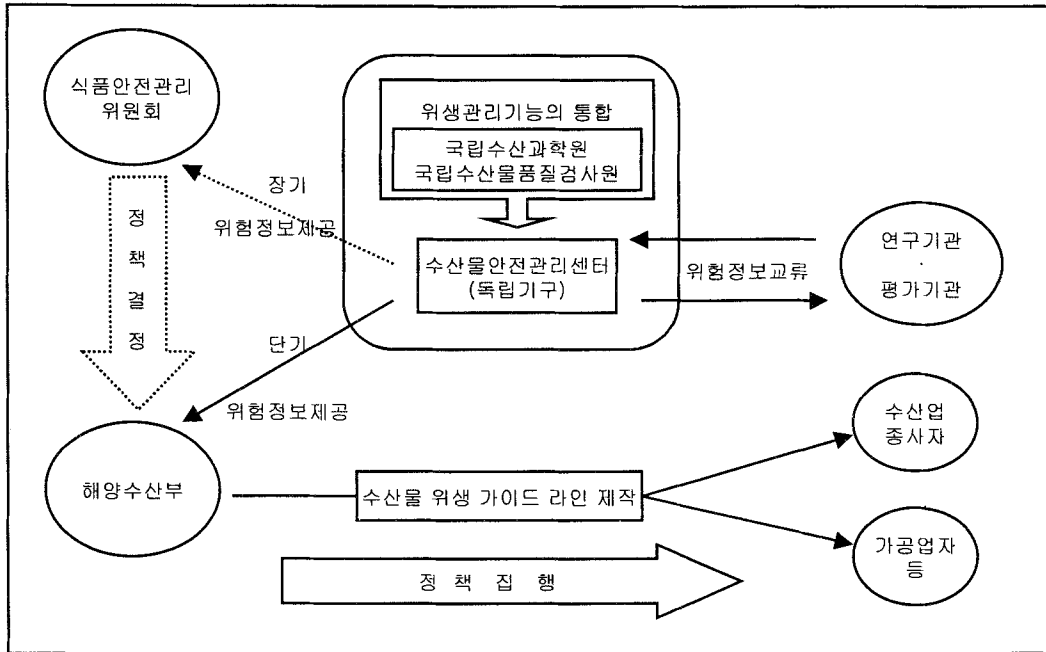 식품안전관리
위원회
위생관리기능의 통합
국립수산과학원
국립수산물품질검사원
장기
위험정보제공
정
책
결
정
수산물안전관리센터
(독립기구)
위험정보교류
연구기관
·
평가기관
단기
위험정보제공
해양수산부
수산물 위생 가이드 라인 제작
수산업
종사자
가공업자
등
정 책 집 행